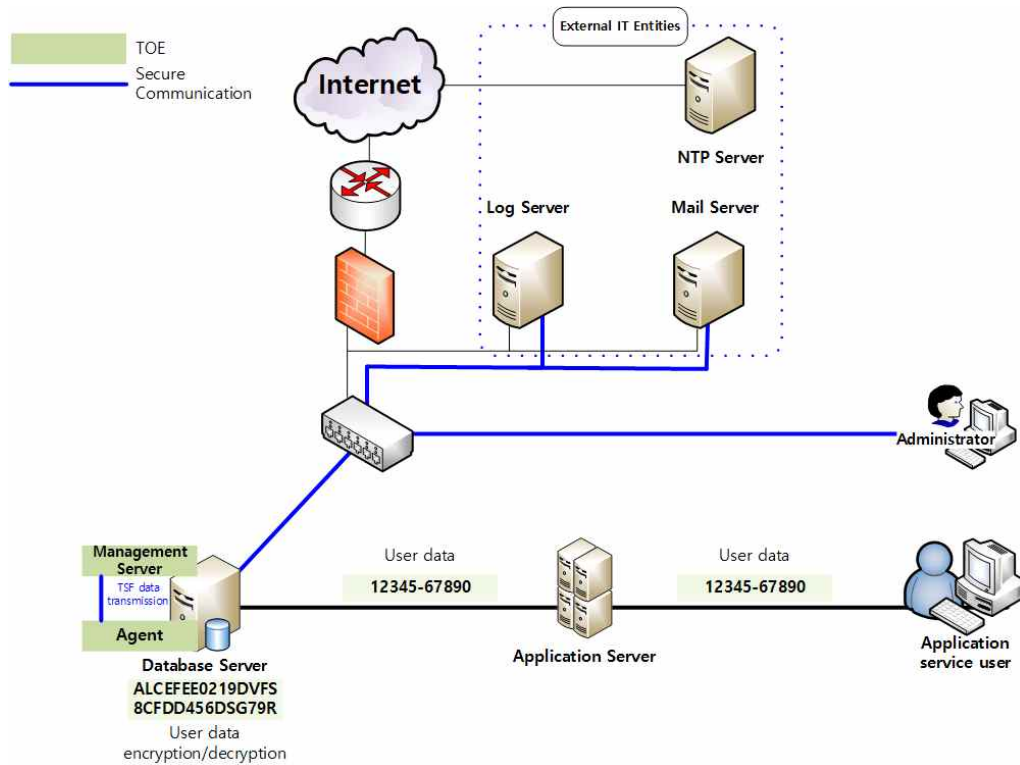 External IT Entities
TOE
Secure
Communication
Internet
NTP Server
Log Server
Mail Server
Administrator
Management
Server
TSF data
transmission
Agent
User data
12345-67890
User data
12345-67890
Database Server
Application Server
Application
service user
ALCEFEE0219DVFS
8CFDD456DSG79R
User data
encryption/decryption